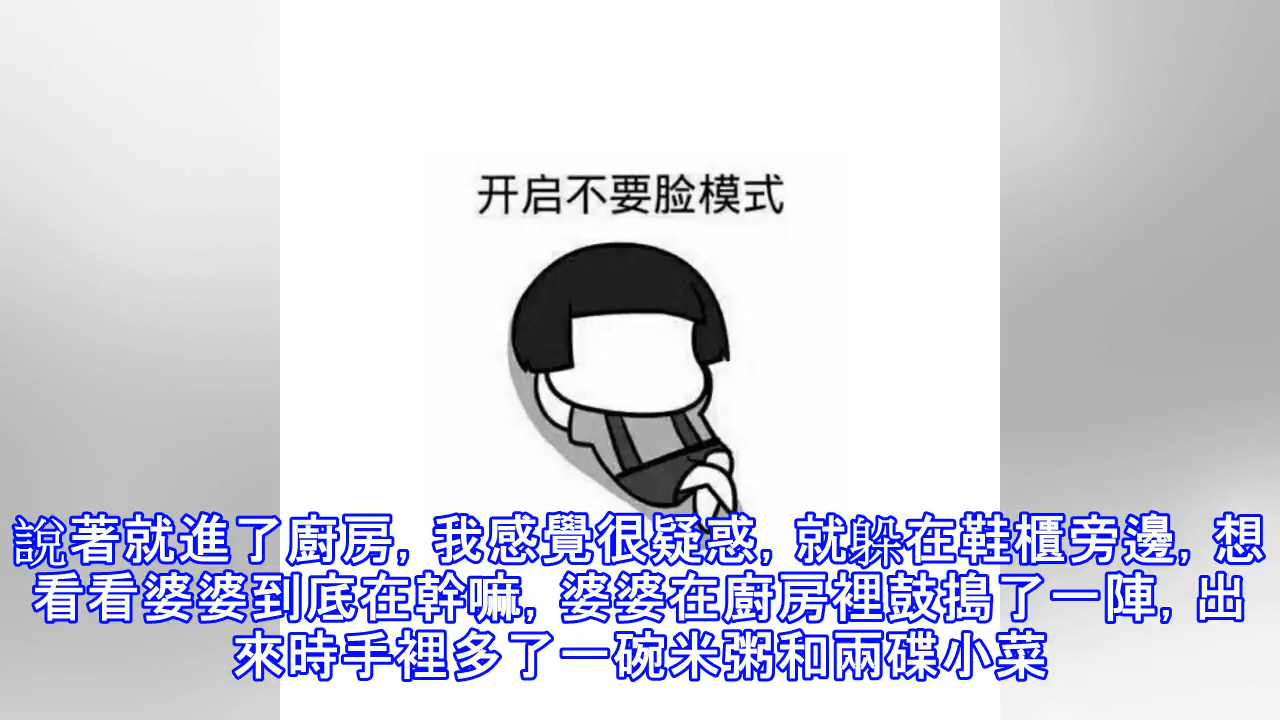 开启不要脸模式
說著就進了廚房, 我感覺很疑惑, 就躲在鞋櫃旁邊, 想
看看婆婆到底在幹嘛, 婆婆在廚房裡鼓搗了一陣, 出
來時手裡多了一碗米粥和兩碟小菜